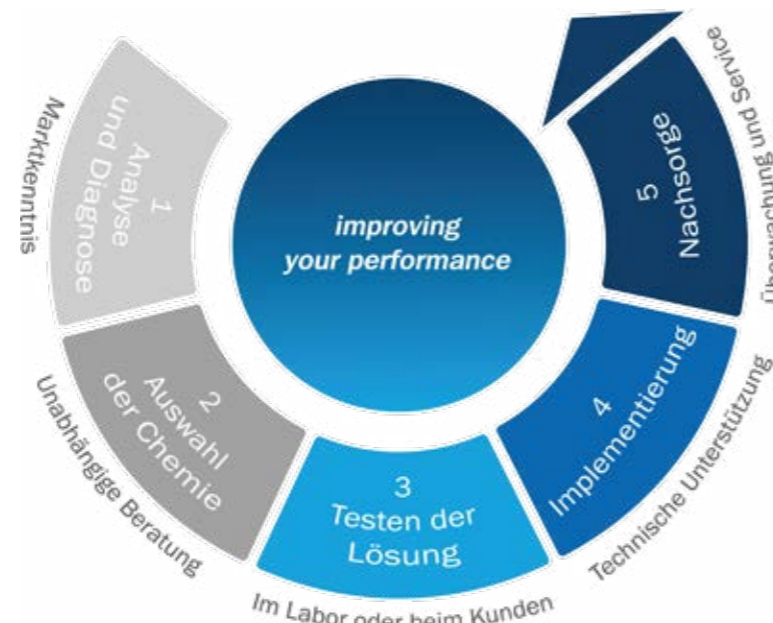 improving
your performance
1
Analyse
und Diagnose
Marktkenntnis
2
Auswahl
der Chemie
Unabhängige Beratung
3
Testen der
Lösung
Im Labor oder beim Kunden
4
Implementierung
Technische Unterstützung
5
Nachsorge
Überwachung und Service